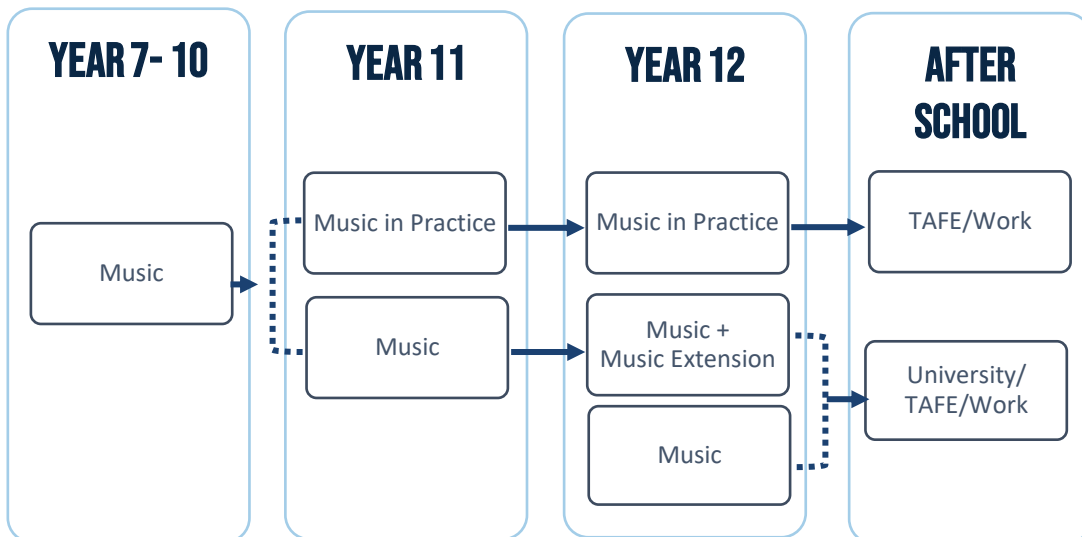 YEAR 7- 10
Music
YEAR 11
Music in Practice
Music
YEAR 12
Music in Practice
Music +
Music Extension
Music
AFTER
SCHOOL
TAFE/Work
University/
TAFE/Work